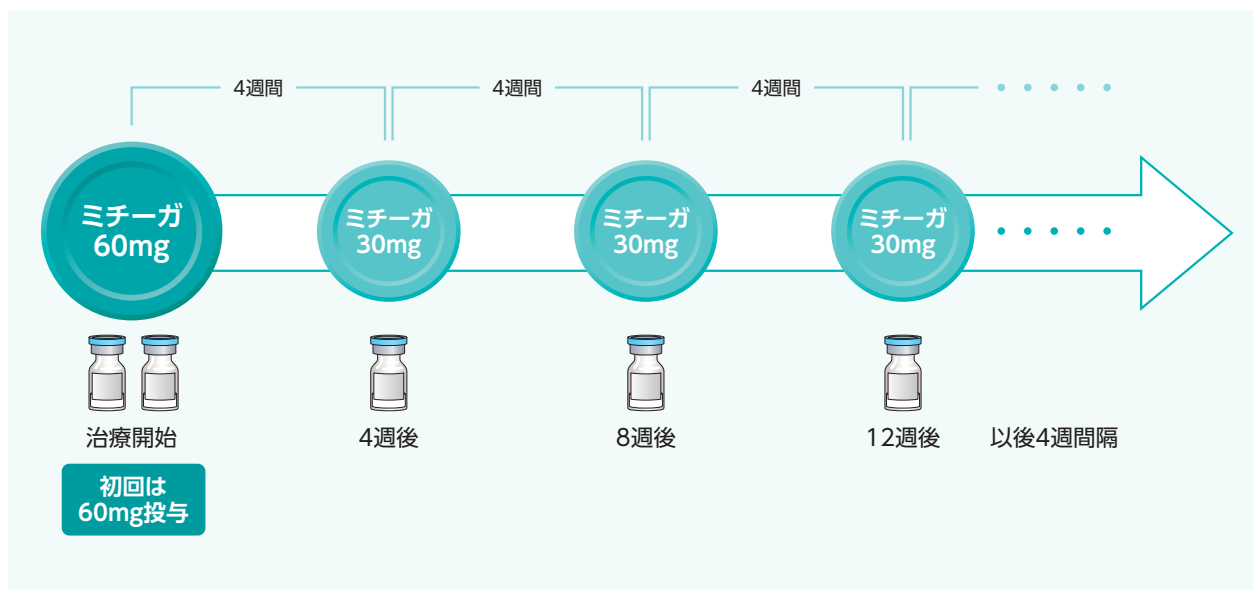 4週間
4週間
4週間
ミチーガ
60mg
ミチーガ
30mg
ミチーガ
30mg
ミチーガ
30mg
治療開始
4週後
8週後
12週後
以後4週間隔
初回は
60mg投与